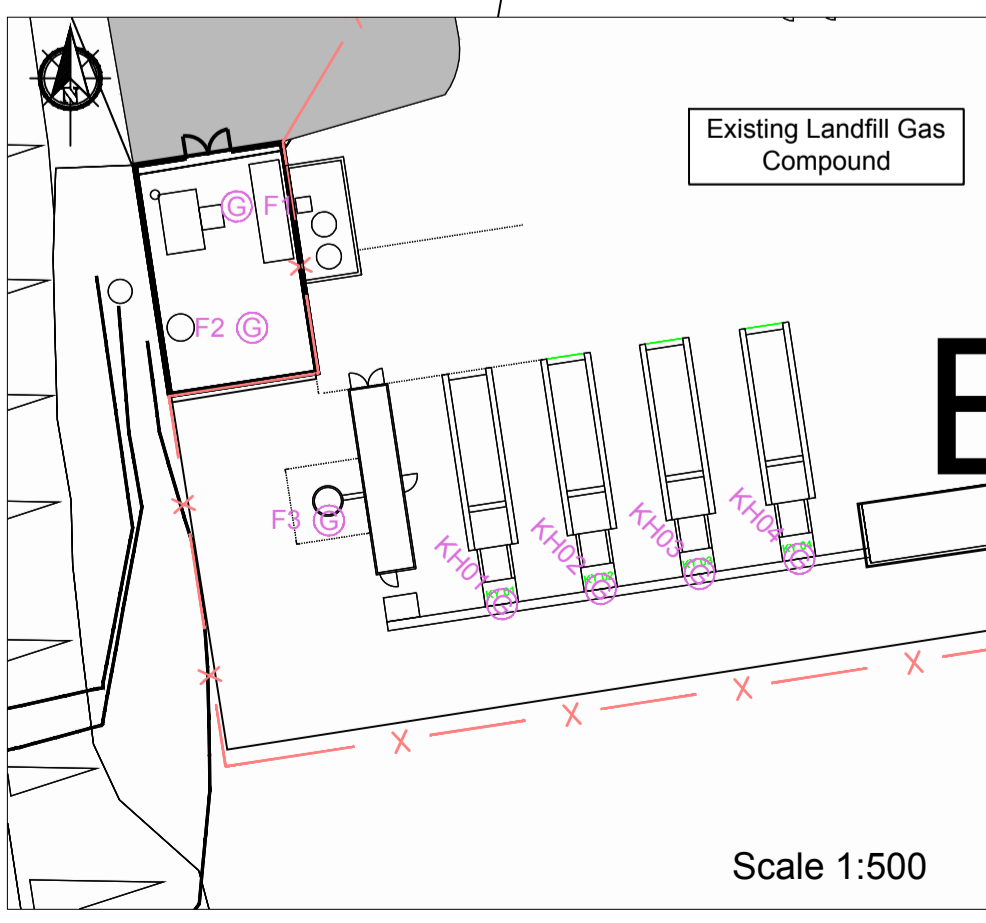 N
Existing Landfill Gas
Compound
G F1
F2 G
E
F3 G
KH01
KH02
KH03
KH04
G
G
G
G
Scale 1:500